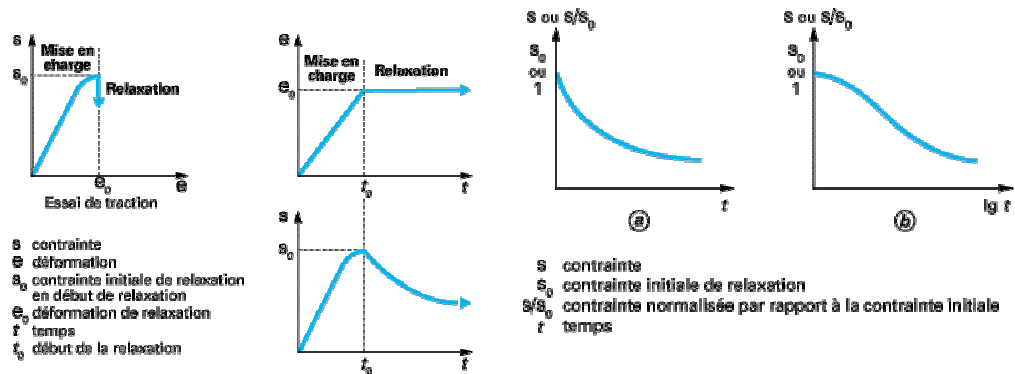 s
Mise en
charge
s₀
Relaxation
e₀
e
Essai de traction
s contrainte
e déformation
s₀ contrainte initiale de relaxation
en début de relaxation
e₀ déformation de relaxation
t temps
t₀ début de la relaxation
e
Mise en
charge
Relaxation
e₀
t₀
t
s
s₀
t₀
t
s ou s/s₀
s₀
ou
1
t
a
s ou s/s₀
s₀
ou
1
lg t
b
s contrainte
s₀ contrainte initiale de relaxation
s/s₀ contrainte normalisée par rapport à la contrainte initiale
t temps